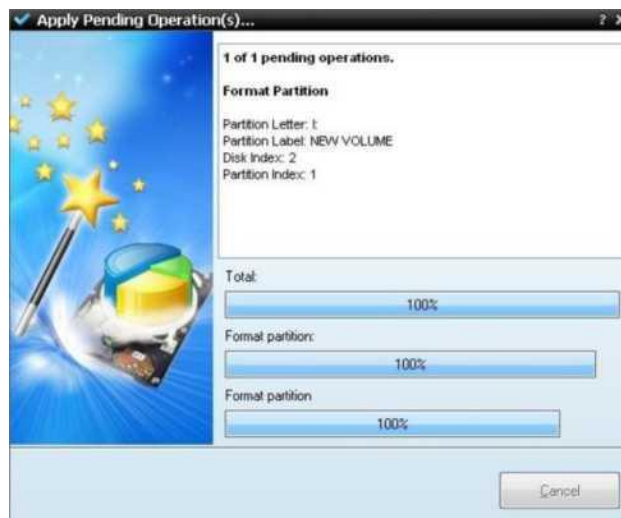 Apply Pending Operation(s)...
1 of 1 pending operations.
Format Partition
Partition Letter: I:
Partition Label: NEW VOLUME
Disk Index: 2
Partition Index: 1
Total:
100%
Format partition:
100%
Format partition
100%
Cancel